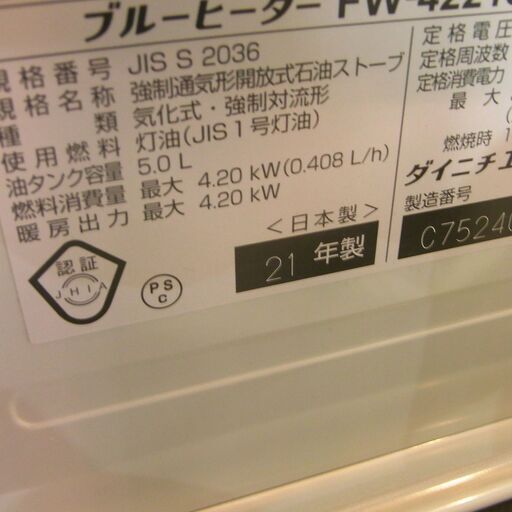 ブルーヒーター FW-4221
規格番号 JIS S 2036
規格名称 強制通気形開放式石油ストーブ
種類 気化式・強制対流形
使用燃料 灯油(JIS1号灯油)
油タンク容量 5.0 L
燃料消費量 最大 4.20 kW(0.408 L/h)
暖房出力 最大 4.20 kW
<日本製>
21 年製
認証
JHIA
PS
C
定格電圧
定格周波数
定格消費電力
最大
燃焼時
ダイニチ工
製造番号
C7524